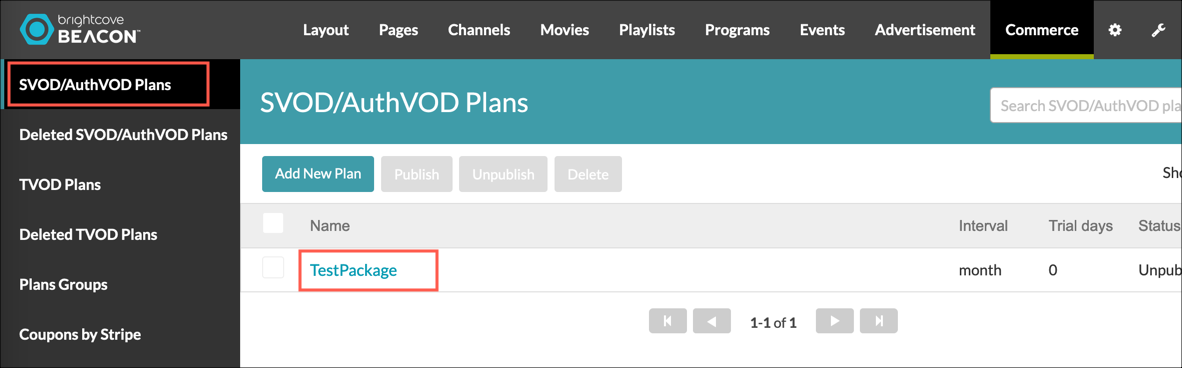 brightcove
BEACON™
Layout Pages Channels Movies Playlists Programs Events Advertisement Commerce
SVOD/AuthVOD Plans
Deleted SVOD/AuthVOD Plans
TVOD Plans
Deleted TVOD Plans
Plans Groups
Coupons by Stripe
SVOD/AuthVOD Plans
Search SVOD/AuthVOD pla
Add New Plan Publish Unpublish Delete
Sho
Name Interval Trial days Status
TestPackage month 0 Unpub
1-1 of 1